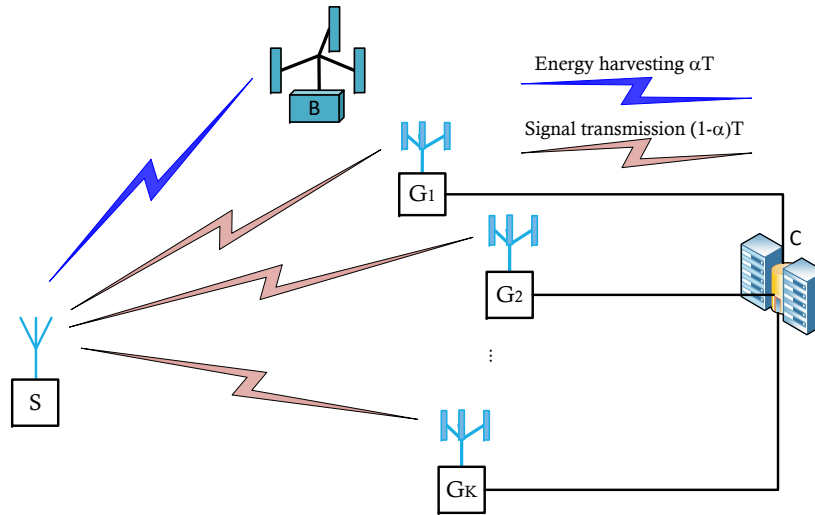 B
Energy harvesting αT
Signal transmission (1-α)T
G1
C
G2
...
S
GK